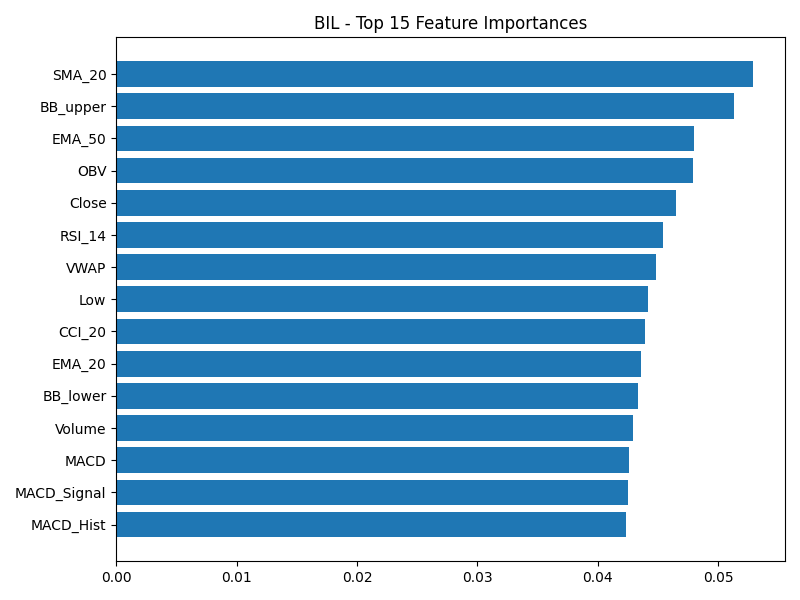 BIL - Top 15 Feature Importances
SMA_20
BB_upper
EMA_50
OBV
Close
RSI_14
VWAP
Low
CCI_20
EMA_20
BB_lower
Volume
MACD
MACD_Signal
MACD_Hist
0.00 0.01 0.02 0.03 0.04 0.05